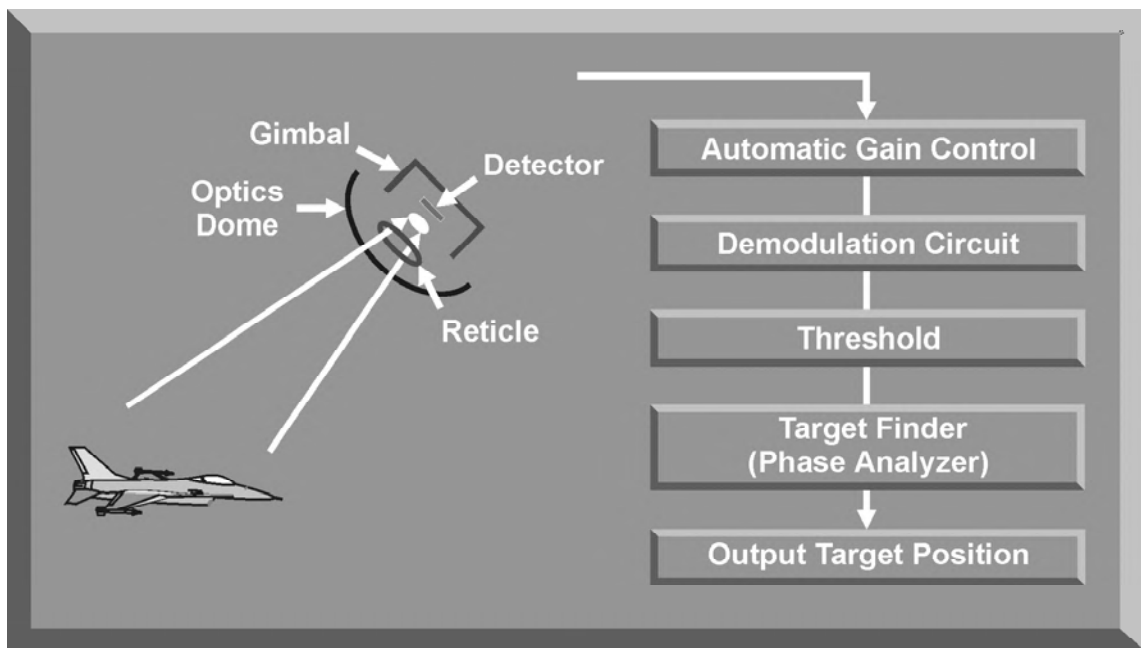 Gimbal
Detector
Optics
Dome
Reticle
Automatic Gain Control
Demodulation Circuit
Threshold
Target Finder
(Phase Analyzer)
Output Target Position